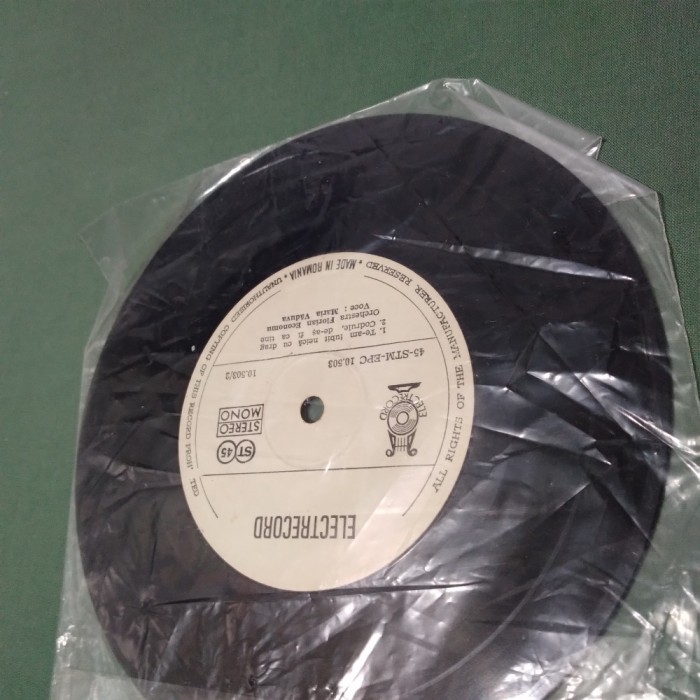 ELECTRECORD
ELECTRECORD
ST 45
STEREO
MONO
45-STM-EPC 10.503
10.503/2
1. Te-am iubit neică cu drag
2. Codrule, de-aş fi ca tine
Orchestra Florian Economu
Voce : Maria Văduva
ALL RIGHTS OF THE MANUFACTURER RESERVED • MADE IN ROMANIA • UNAUTHORISED COPYING OF THIS RECORD PROHIBITED